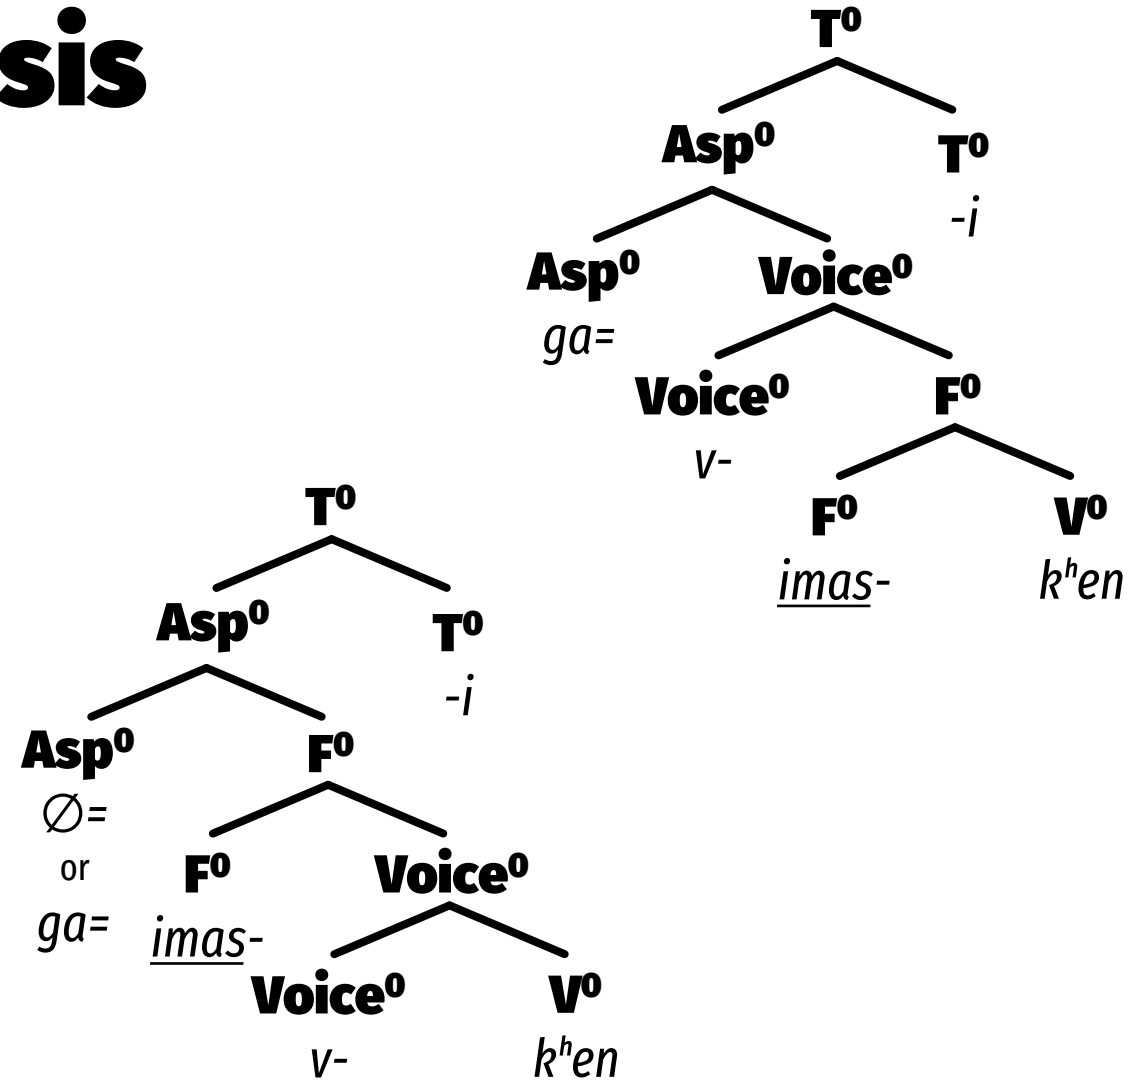 sis
T⁰
Asp⁰ T⁰
-i
Asp⁰ Voice⁰
ga=
Voice⁰ F⁰
v-
F⁰ V⁰
imas- kʰen
T⁰
Asp⁰ T⁰
-i
Asp⁰ F⁰
∅=
or
ga=
F⁰ Voice⁰
imas-
Voice⁰ V⁰
v- kʰen